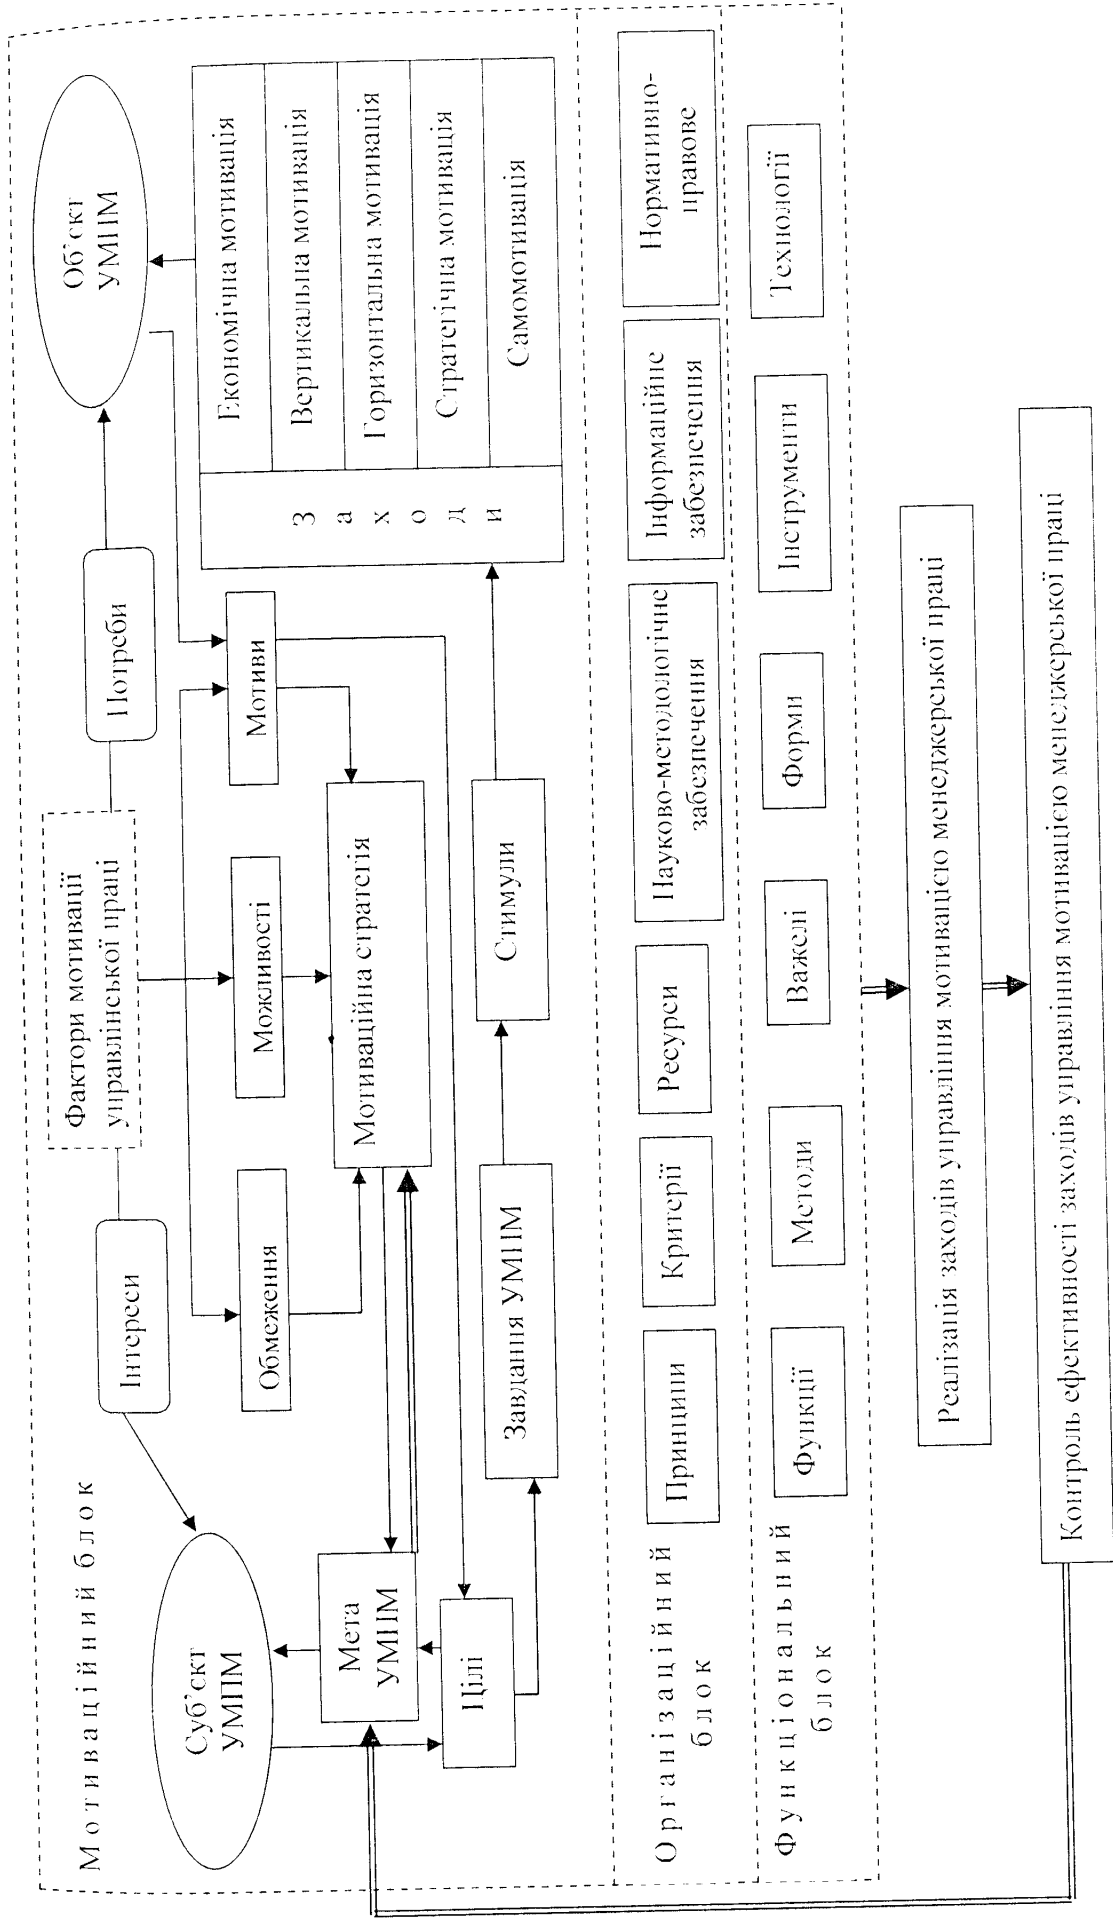 Мотиваційний блок
Суб'єкт
УМПМ
Інтереси
Фактори мотивації
управлінської праці
Потреби
Об'єкт
УМПМ
Обмеження
Можливості
Мотиви
Мета
УМПМ
Мотиваційна стратегія
Цілі
Завдання УМПМ
Стимули
Заходи
Економічна мотивація
Вертикальна мотивація
Горизонтальна мотивація
Стратегічна мотивація
Самомотивація
Організаційний
блок
Принципи
Критерії
Ресурси
Науково-методологічне
забезпечення
Інформаційне
забезпечення
Нормативно-
правове
Функціональний
блок
Функції
Методи
Важелі
Форми
Інструменти
Технології
Реалізація заходів управління мотивацією менеджерської праці
Контроль ефективності заходів управління мотивацією менеджерської праці